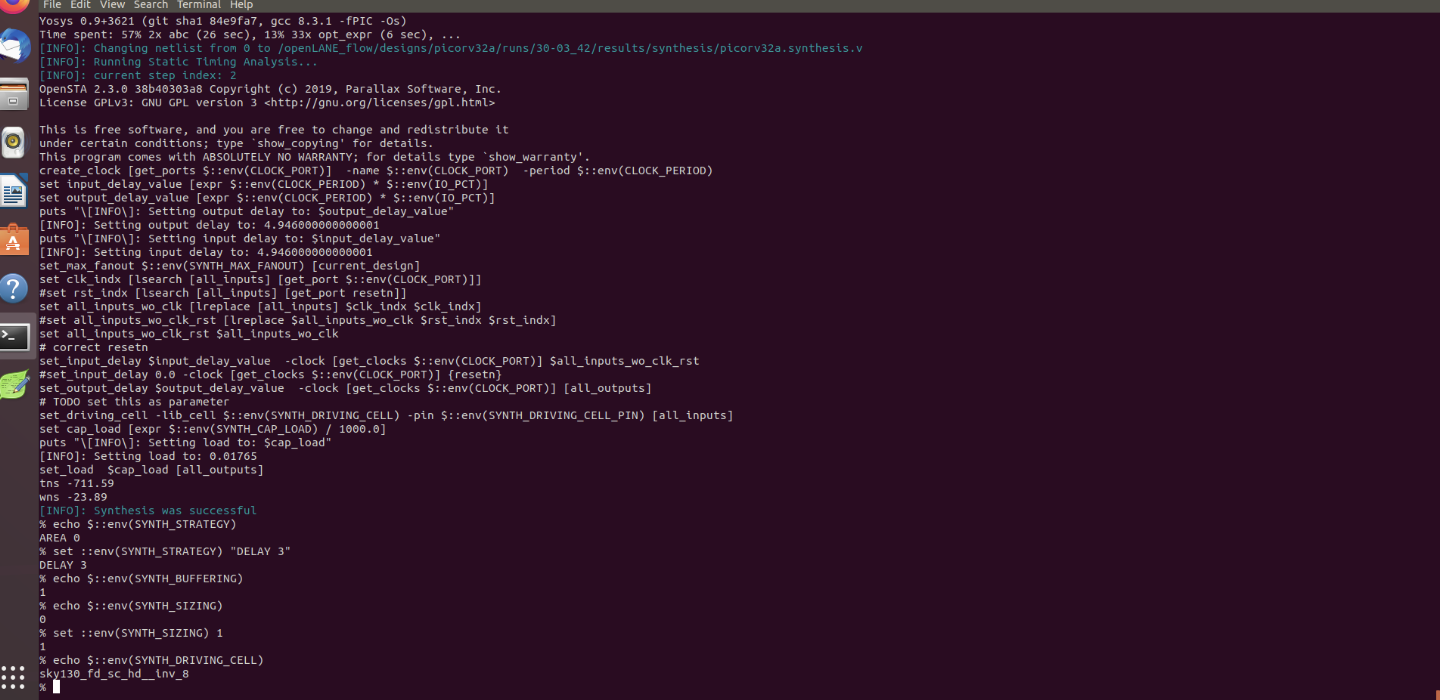 File Edit View Search Terminal Help
Yosys 0.9+3621 (git sha1 84e9fa7, gcc 8.3.1 -fPIC -Os)
Time spent: 57% 2x abc (26 sec), 13% 33x opt_expr (6 sec), ...
[INFO]: Changing netlist from 0 to /openLANE_flow/designs/picorv32a/runs/30-03_42/results/synthesis/picorv32a.synthesis.v
[INFO]: Running Static Timing Analysis...
[INFO]: current step index: 2
OpenSTA 2.3.0 38b40303a8 Copyright (c) 2019, Parallax Software, Inc.
License GPLv3: GNU GPL version 3 <http://gnu.org/licenses/gpl.html>

This is free software, and you are free to change and redistribute it
under certain conditions; type `show_copying' for details.
This program comes with ABSOLUTELY NO WARRANTY; for details type `show_warranty'.
create_clock [get_ports $::env(CLOCK_PORT)]  -name $::env(CLOCK_PORT)  -period $::env(CLOCK_PERIOD)
set input_delay_value [expr $::env(CLOCK_PERIOD) * $::env(IO_PCT)]
set output_delay_value [expr $::env(CLOCK_PERIOD) * $::env(IO_PCT)]
puts "\[INFO\]: Setting output delay to: $output_delay_value"
[INFO]: Setting output delay to: 4.946000000000001
puts "\[INFO\]: Setting input delay to: $input_delay_value"
[INFO]: Setting input delay to: 4.946000000000001
set_max_fanout $::env(SYNTH_MAX_FANOUT) [current_design]
set clk_indx [lsearch [all_inputs] [get_port $::env(CLOCK_PORT)]]
#set rst_indx [lsearch [all_inputs] [get_port resetn]]
set all_inputs_wo_clk [lreplace [all_inputs] $clk_indx $clk_indx]
#set all_inputs_wo_clk_rst [lreplace $all_inputs_wo_clk $rst_indx $rst_indx]
set all_inputs_wo_clk_rst $all_inputs_wo_clk
# correct resetn
set_input_delay $input_delay_value  -clock [get_clocks $::env(CLOCK_PORT)] $all_inputs_wo_clk_rst
#set_input_delay 0.0 -clock [get_clocks $::env(CLOCK_PORT)] {resetn}
set_output_delay $output_delay_value  -clock [get_clocks $::env(CLOCK_PORT)] [all_outputs]
# TODO set this as parameter
set_driving_cell -lib_cell $::env(SYNTH_DRIVING_CELL) -pin $::env(SYNTH_DRIVING_CELL_PIN) [all_inputs]
set cap_load [expr $::env(SYNTH_CAP_LOAD) / 1000.0]
puts "\[INFO\]: Setting load to: $cap_load"
[INFO]: Setting load to: 0.01765
set_load  $cap_load [all_outputs]
tns -711.59
wns -23.89
[INFO]: Synthesis was successful
% echo $::env(SYNTH_STRATEGY)
AREA 0
% set ::env(SYNTH_STRATEGY) "DELAY 3"
DELAY 3
% echo $::env(SYNTH_BUFFERING)
1
% echo $::env(SYNTH_SIZING)
0
% set ::env(SYNTH_SIZING) 1
1
% echo $::env(SYNTH_DRIVING_CELL)
sky130_fd_sc_hd__inv_8
%